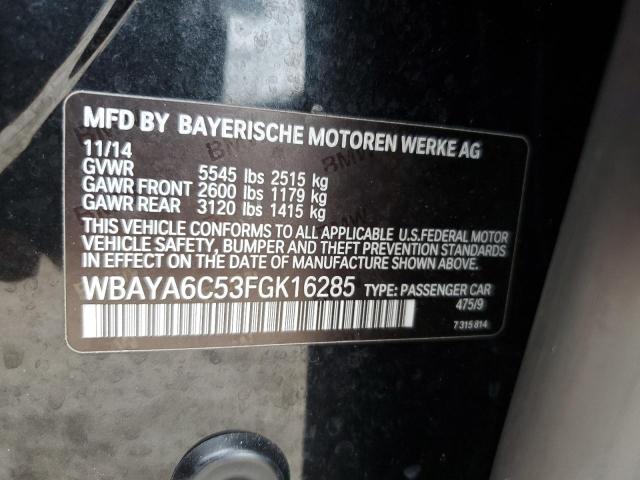 MFD BY BAYERISCHE MOTOREN WERKE AG
11/14
GVWR 5545 lbs 2515 kg
GAWR FRONT 2600 lbs 1179 kg
GAWR REAR 3120 lbs 1415 kg
THIS VEHICLE CONFORMS TO ALL APPLICABLE U.S.FEDERAL MOTOR
VEHICLE SAFETY, BUMPER AND THEFT PREVENTION STANDARDS
IN EFFECT ON THE DATE OF MANUFACTURE SHOWN ABOVE.
WBAYA6C53FGK16285 TYPE: PASSENGER CAR
475/9
7 315 814